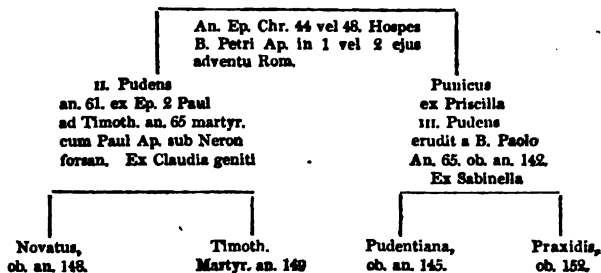 An. Ep. Chr. 44 vel 48. Hospes
B. Petri Ap. in 1 vel 2 ejus
adventu Rom.
II. Pudens
an. 61. ex Ep. 2 Paul
ad Timoth. an. 65 martyr.
cum Paul Ap. sub Neron
forsan. Ex Claudia geniti
Punicus
ex Priscilla
III. Pudens
erudit a B. Paolo
An. 65. ob. an. 142.
Ex Sabinella
Novatus,
ob. an. 148.
Timoth.
Martyr. an. 149
Pudentiana,
ob. an. 145.
Praxidis,
ob. 152.